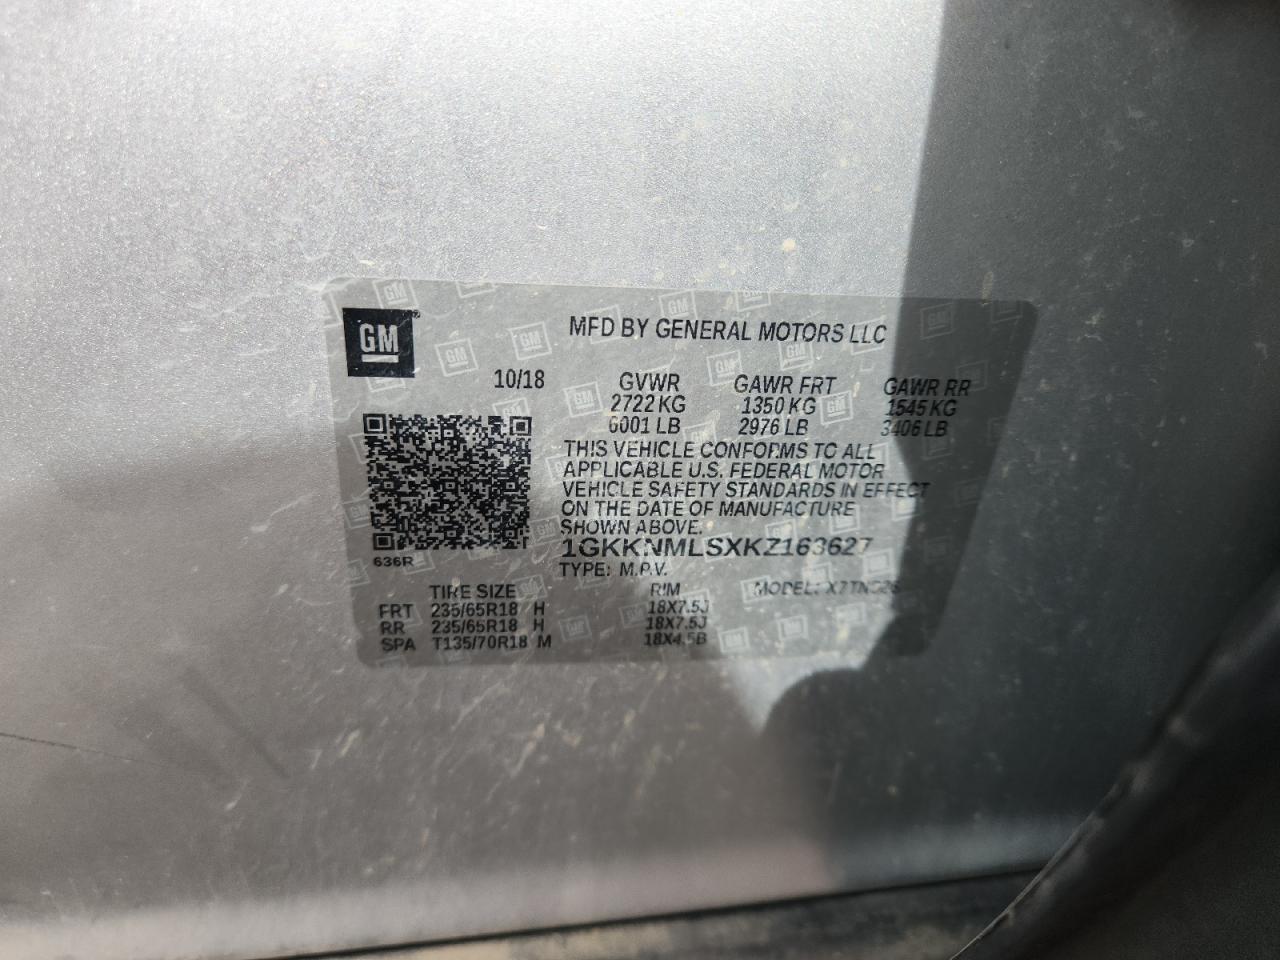 GM
MFD BY GENERAL MOTORS LLC
10/18 GVWR GAWR FRT GAWR RR
2722 KG 1350 KG 1545 KG
6001 LB 2976 LB 3406 LB
THIS VEHICLE CONFORMS TO ALL
APPLICABLE U.S. FEDERAL MOTOR
VEHICLE SAFETY STANDARDS IN EFFECT
ON THE DATE OF MANUFACTURE
SHOWN ABOVE.
1GKKNMLSXKZ163627
636R
TYPE: M.P.V.
TIRE SIZE RIM MODEL:
FRT 235/65R18 H 18X7.5J
RR 235/65R18 H 18X7.5J
SPA T135/70R18 M 18X4.5B